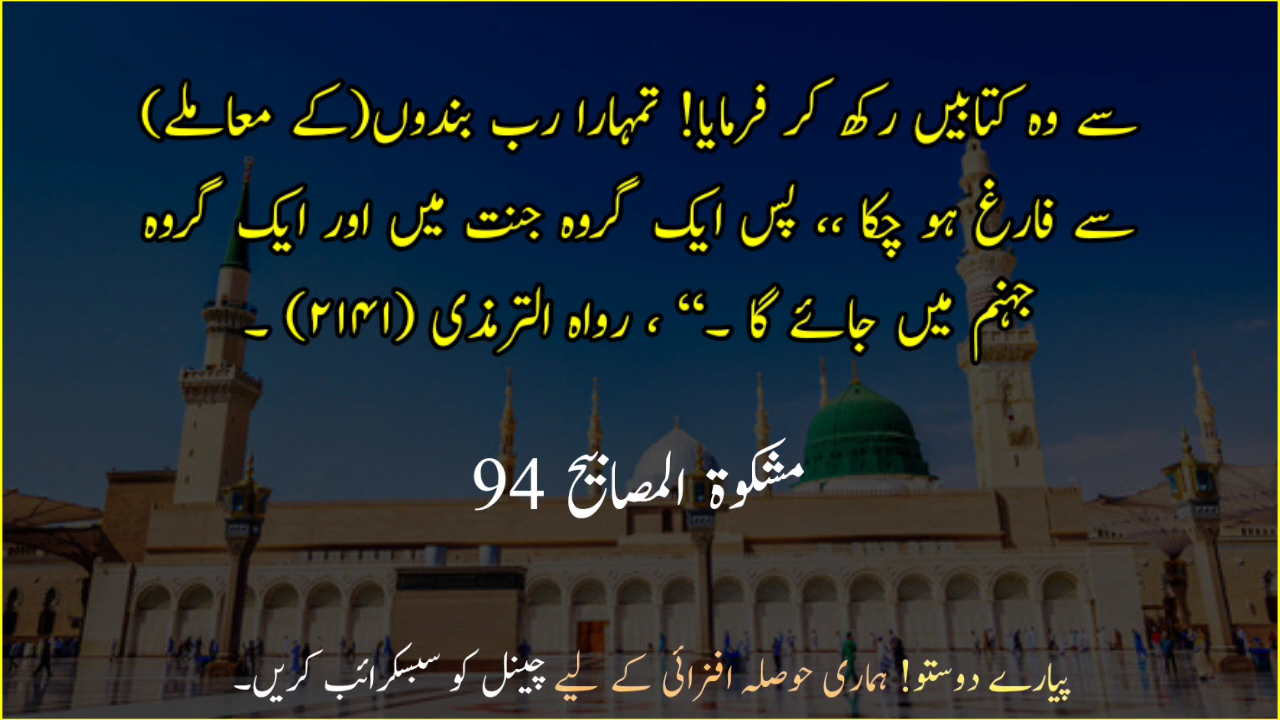 سے وہ کتابیں رکھ کر فرمایا! تمہارا رب بندوں(کے معاملے)
سے فارغ ہو چکا ،، پس ایک گروہ جنت میں اور ایک گروہ
جہنم میں جائے گا ۔‘‘ ، رواہ الترمذی (۲۱۴۱) ۔
مشکوۃ المصابیح 94
پیارے دوستو! ہماری حوصلہ افزائی کے لیے چینل کو سبسکرائب کریں۔